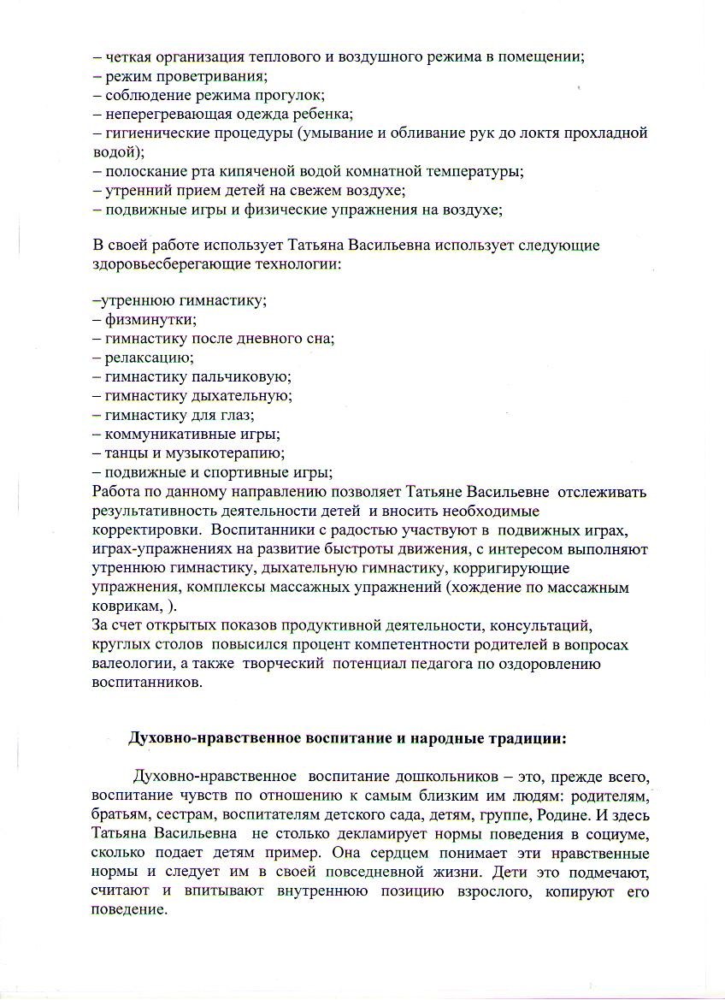 – четкая организация теплового и воздушного режима в помещении;
– режим проветривания;
– соблюдение режима прогулок;
– неперегревающая одежда ребенка;
– гигиенические процедуры (умывание и обливание рук до локтя прохладной
водой);
– полоскание рта кипяченой водой комнатной температуры;
– утренний прием детей на свежем воздухе;
– подвижные игры и физические упражнения на воздухе;
В своей работе использует Татьяна Васильевна использует следующие
здоровьесберегающие технологии:
–утреннюю гимнастику;
– физминутки;
– гимнастику после дневного сна;
– релаксацию;
– гимнастику пальчиковую;
– гимнастику дыхательную;
– гимнастику для глаз;
– коммуникативные игры;
– танцы и музыкотерапию;
– подвижные и спортивные игры;
Работа по данному направлению позволяет Татьяне Васильевне  отслеживать
результативность деятельности детей  и вносить необходимые
корректировки.  Воспитанники с радостью участвуют в  подвижных играх,
играх-упражнениях на развитие быстроты движения, с интересом выполняют
утреннюю гимнастику, дыхательную гимнастику, корригирующие
упражнения, комплексы массажных упражнений (хождение по массажным
коврикам, ).
За счет открытых показов продуктивной деятельности, консультаций,
круглых столов  повысился процент компетентности родителей в вопросах
валеологии, а также  творческий  потенциал педагога по оздоровлению
воспитанников.
Духовно-нравственное воспитание и народные традиции:
Духовно-нравственное  воспитание дошкольников – это, прежде всего,
воспитание чувств по отношению к самым близким им людям: родителям,
братьям, сестрам, воспитателям детского сада, детям, группе, Родине. И здесь
Татьяна Васильевна  не столько декламирует нормы поведения в социуме,
сколько подает детям пример. Она сердцем понимает эти нравственные
нормы и следует им в своей повседневной жизни. Дети это подмечают,
считают и впитывают внутреннюю позицию взрослого, копируют его
поведение.